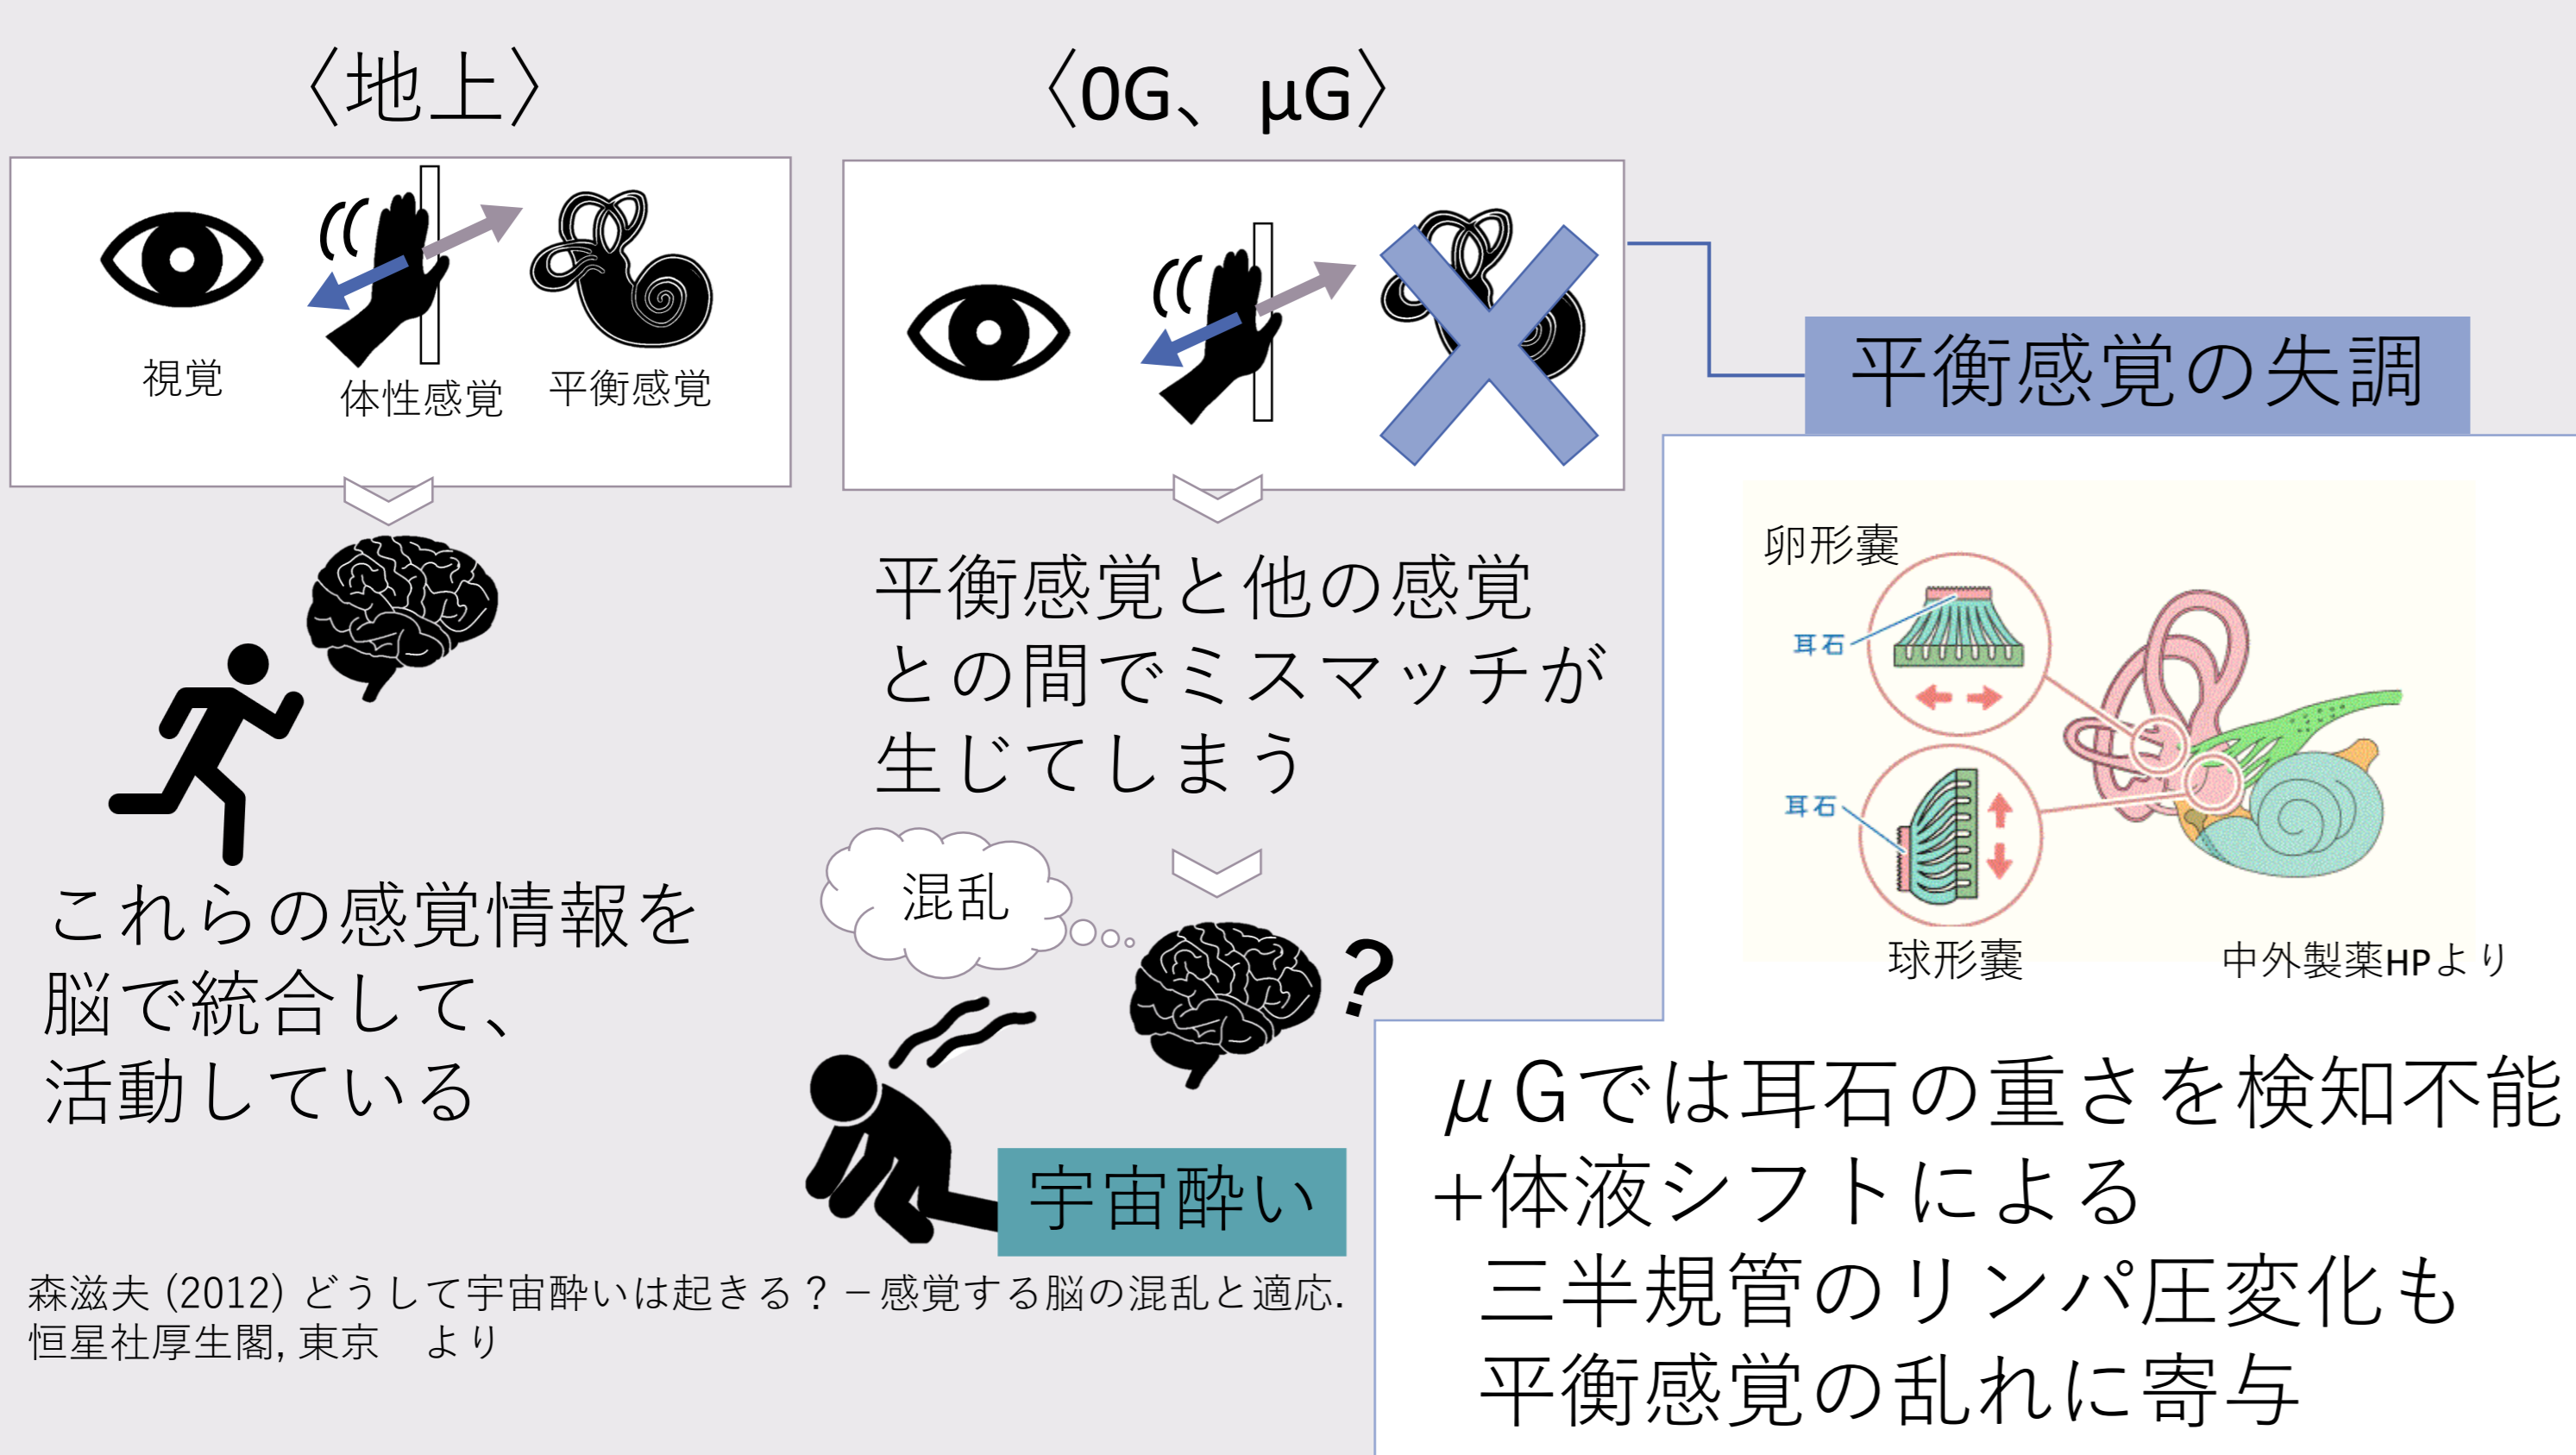 〈地上〉
視覚
体性感覚
平衡感覚
これらの感覚情報を
脳で統合して、
活動している
〈0G、μG〉
平衡感覚と他の感覚
との間でミスマッチが
生じてしまう
混乱
?
宇宙酔い
平衡感覚の失調
卵形嚢
耳石
耳石
球形嚢
中外製薬HPより
μGでは耳石の重さを検知不能
+体液シフトによる
三半規管のリンパ圧変化も
平衡感覚の乱れに寄与
森滋夫 (2012) どうして宇宙酔いは起きる？－感覚する脳の混乱と適応.
恒星社厚生閣, 東京　より